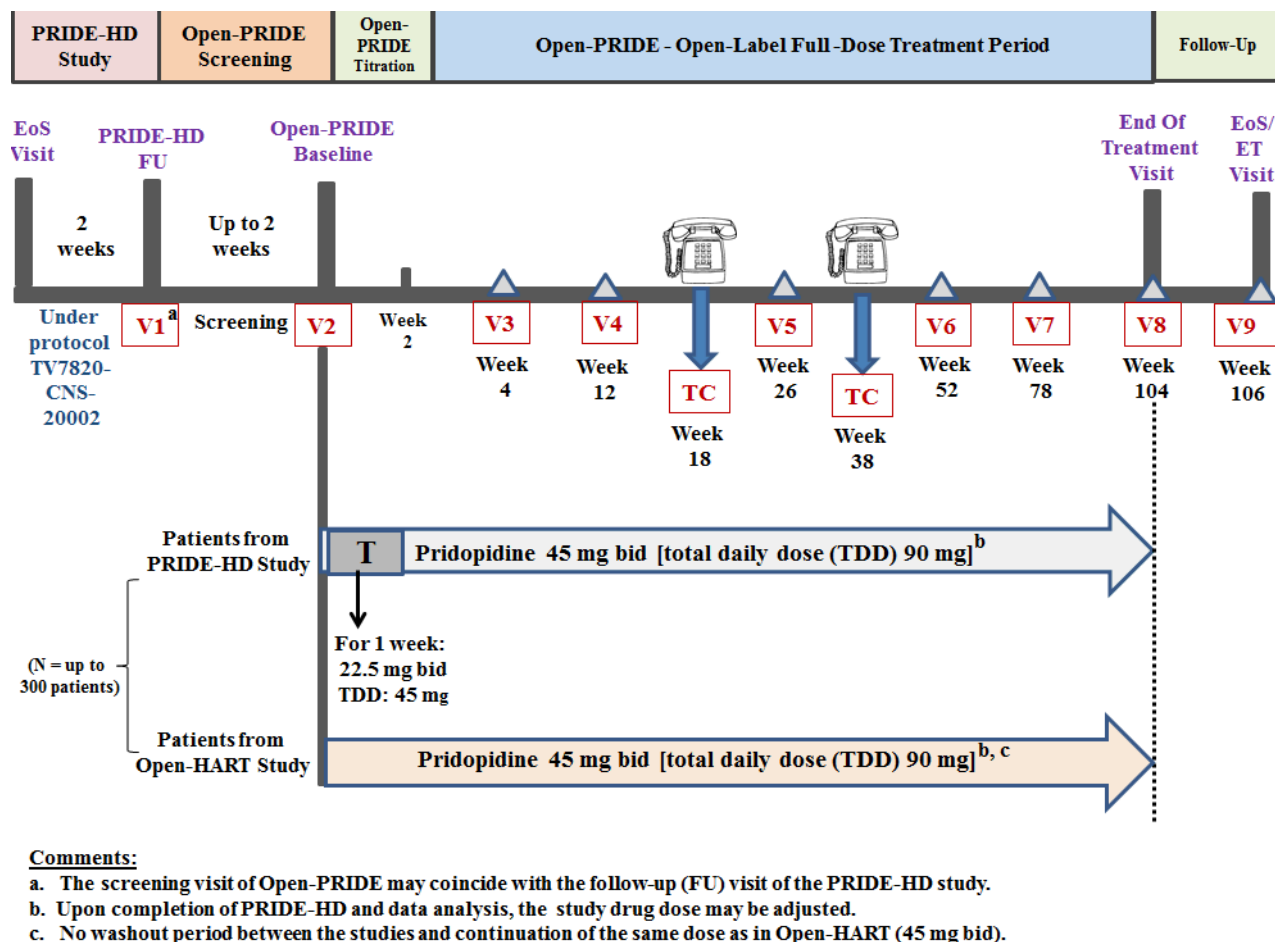 PRIDE-HD
Study
Open-PRIDE
Screening
Open-
PRIDE
Titration
Open-PRIDE - Open-Label Full -Dose Treatment Period
Follow-Up
EoS
Visit
PRIDE-HD
FU
Open-PRIDE
Baseline
End Of
Treatment
Visit
EoS/
ET
Visit
2
weeks
Up to 2
weeks
Under
protocol
TV7820-
CNS-
20002
V1 a
Screening
V2
Week
2
V3
Week
4
V4
Week
12
TC
Week
18
V5
Week
26
TC
Week
38
V6
Week
52
V7
Week
78
V8
Week
104
V9
Week
106
Patients from
PRIDE-HD Study
T
Pridopidine 45 mg bid [total daily dose (TDD) 90 mg]b
For 1 week:
22.5 mg bid
TDD: 45 mg
(N = up to
300 patients)
Patients from
Open-HART Study
Pridopidine 45 mg bid [total daily dose (TDD) 90 mg]b, c
Comments:
a. The screening visit of Open-PRIDE may coincide with the follow-up (FU) visit of the PRIDE-HD study.
b. Upon completion of PRIDE-HD and data analysis, the study drug dose may be adjusted.
c. No washout period between the studies and continuation of the same dose as in Open-HART (45 mg bid).